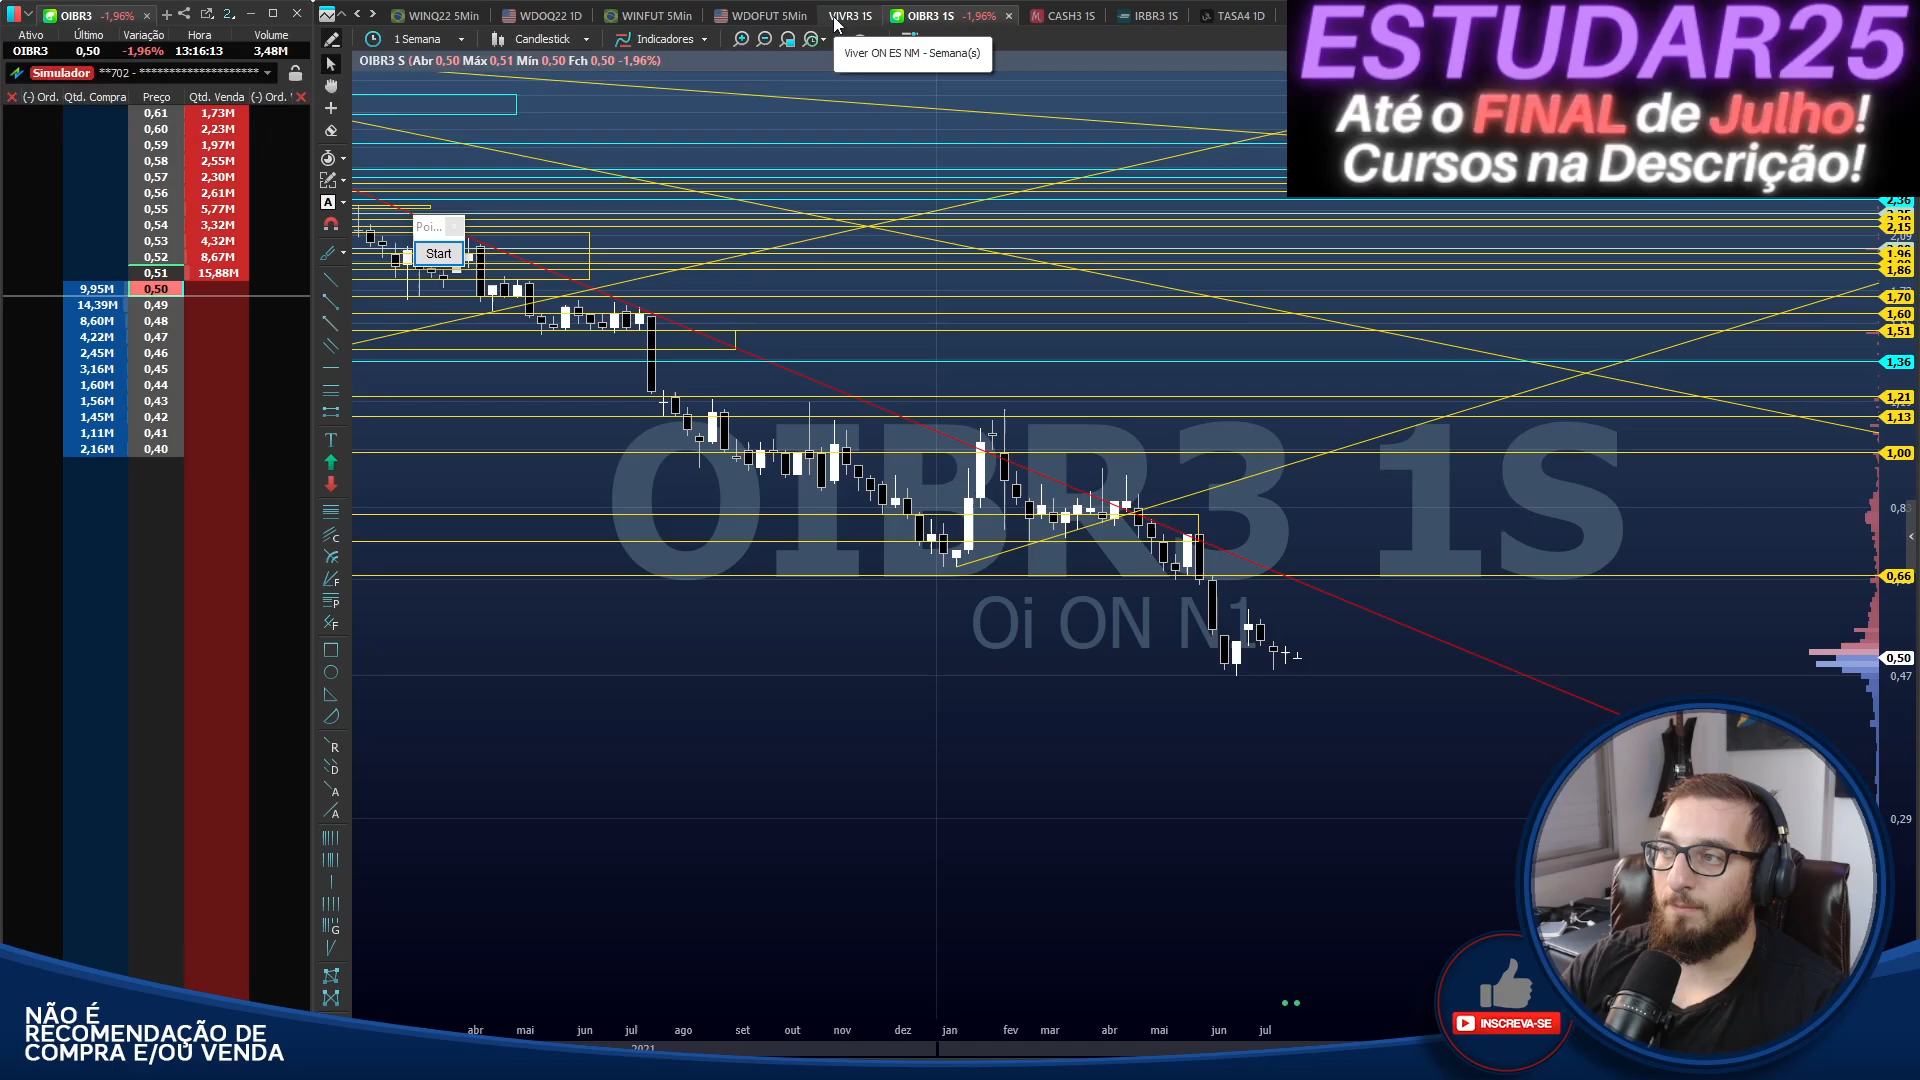 OIBR3 -1,96%
WINQ22 5Min
WDOQ22 1D
WINFUT 5Min
WDOFUT 5Min
VIVR3 1S
OIBR3 1S -1,96%
CASH3 1S
IRBR3 1S
TASA4 1D
ESTUDAR25
Até o FINAL de Julho!
Cursos na Descrição!
Ativo Último Variação Hora Volume
OIBR3 0,50 -1,96% 13:16:13 3,48M
1 Semana
Candlestick
Indicadores
Viver ON ES NM - Semana(s)
OIBR3 S (Abr 0,50 Máx 0,51 Mín 0,50 Fch 0,50 -1,96%)
Simulador **702 - *********************
(-) Ord. Qtd. Compra Preço Qtd. Venda (-) Ord.
0,61 1,73M
0,60 2,23M
0,59 1,97M
0,58 2,55M
0,57 2,30M
0,56 2,61M
0,55 5,77M
0,54 3,32M
0,53 4,32M
0,52 8,67M
0,51 15,88M
9,95M 0,50
14,39M 0,49
8,60M 0,48
4,22M 0,47
2,45M 0,46
3,16M 0,45
1,60M 0,44
1,56M 0,43
1,45M 0,42
1,11M 0,41
2,16M 0,40
Poi...
Start
OIBR3 1S
Oi ON N1
2,36
2,15
1,96
1,86
1,70
1,60
1,51
1,36
1,21
1,13
1,00
0,83
0,66
0,50
0,47
0,29
abr mai jun jul ago set out nov dez jan fev mar abr mai jun jul
2021
NÃO É
RECOMENDAÇÃO DE
COMPRA E/OU VENDA
INSCREVA-SE